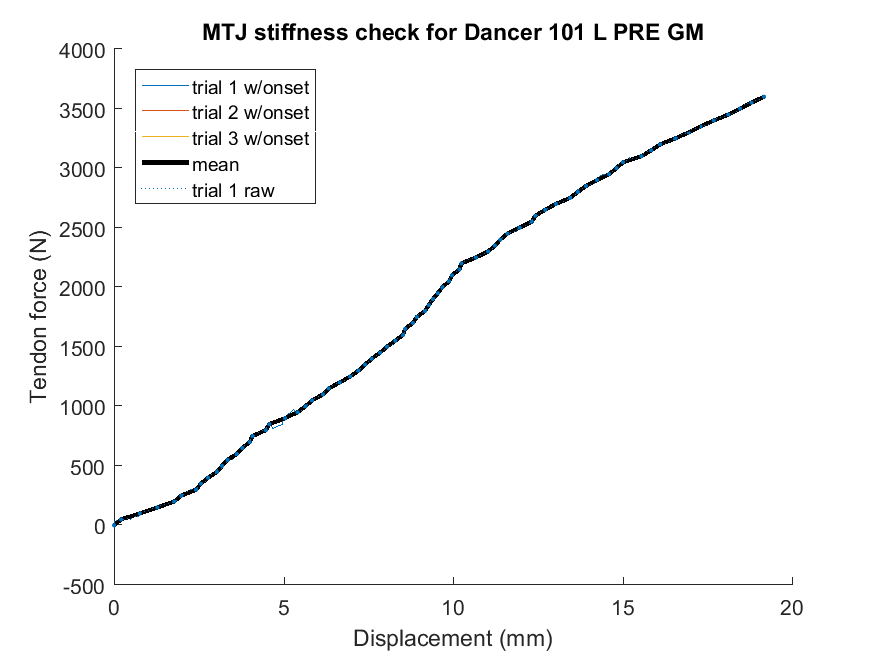 MTJ stiffness check for Dancer 101 L PRE GM
4000
3500
3000
2500
2000
1500
1000
500
0
-500
Tendon force (N)
trial 1 w/onset
trial 2 w/onset
trial 3 w/onset
mean
trial 1 raw
0 5 10 15 20
Displacement (mm)